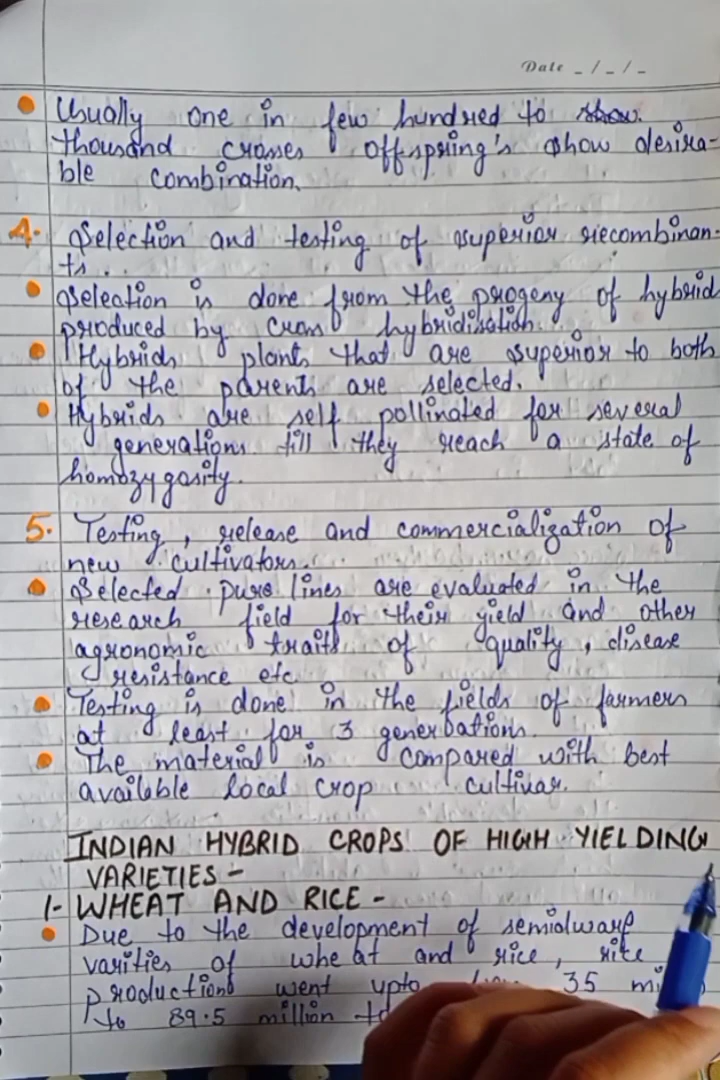 Date _/_/_
Usually one in few hundred to
thousand crosses offspring's show desira-
ble combination.
4. Selection and testing of superior recombinan-
ts..
Selection is done from the progeny of hybrid
produced by cross hybridisation.
Hybrids plants that are superior to both
of the parents are selected.
Hybrids are self pollinated for several
generations till they reach a state of
homozygosity.
5. Testing, release and commercialization of
new cultivators.
Selected pure lines are evaluated in the
research field for their yield and other
agronomic traits of quality, disease
resistance etc.
Testing is done in the fields of farmers
at least for 3 generations.
The material is compared with best
available local crop cultivar.
INDIAN HYBRID CROPS OF HIGH YIELDING
VARIETIES -
1- WHEAT AND RICE -
Due to the development of semidwarf
varities of wheat and rice, rice
production went upto 35
to 89.5 million